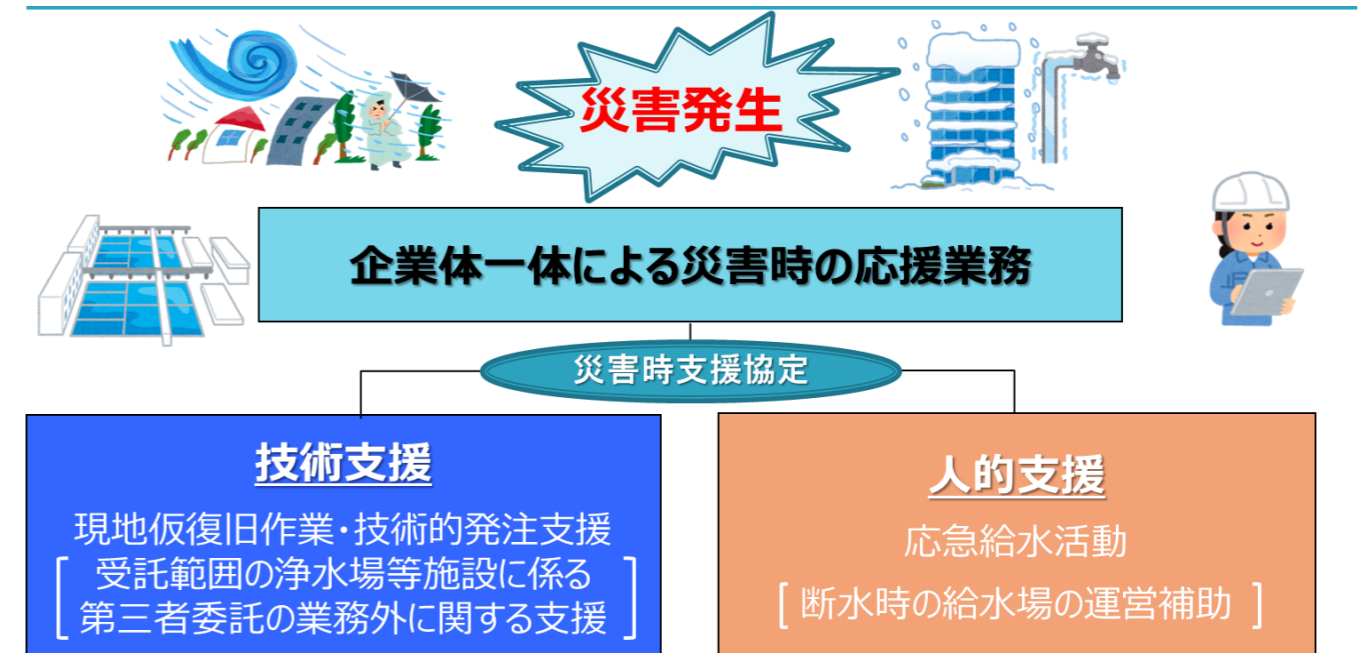 災害発生
企業体一体による災害時の応援業務
災害時支援協定
技術支援
現地仮復旧作業・技術的発注支援
[受託範囲の浄水場等施設に係る
第三者委託の業務外に関する支援]
人的支援
応急給水活動
[断水時の給水場の運営補助]